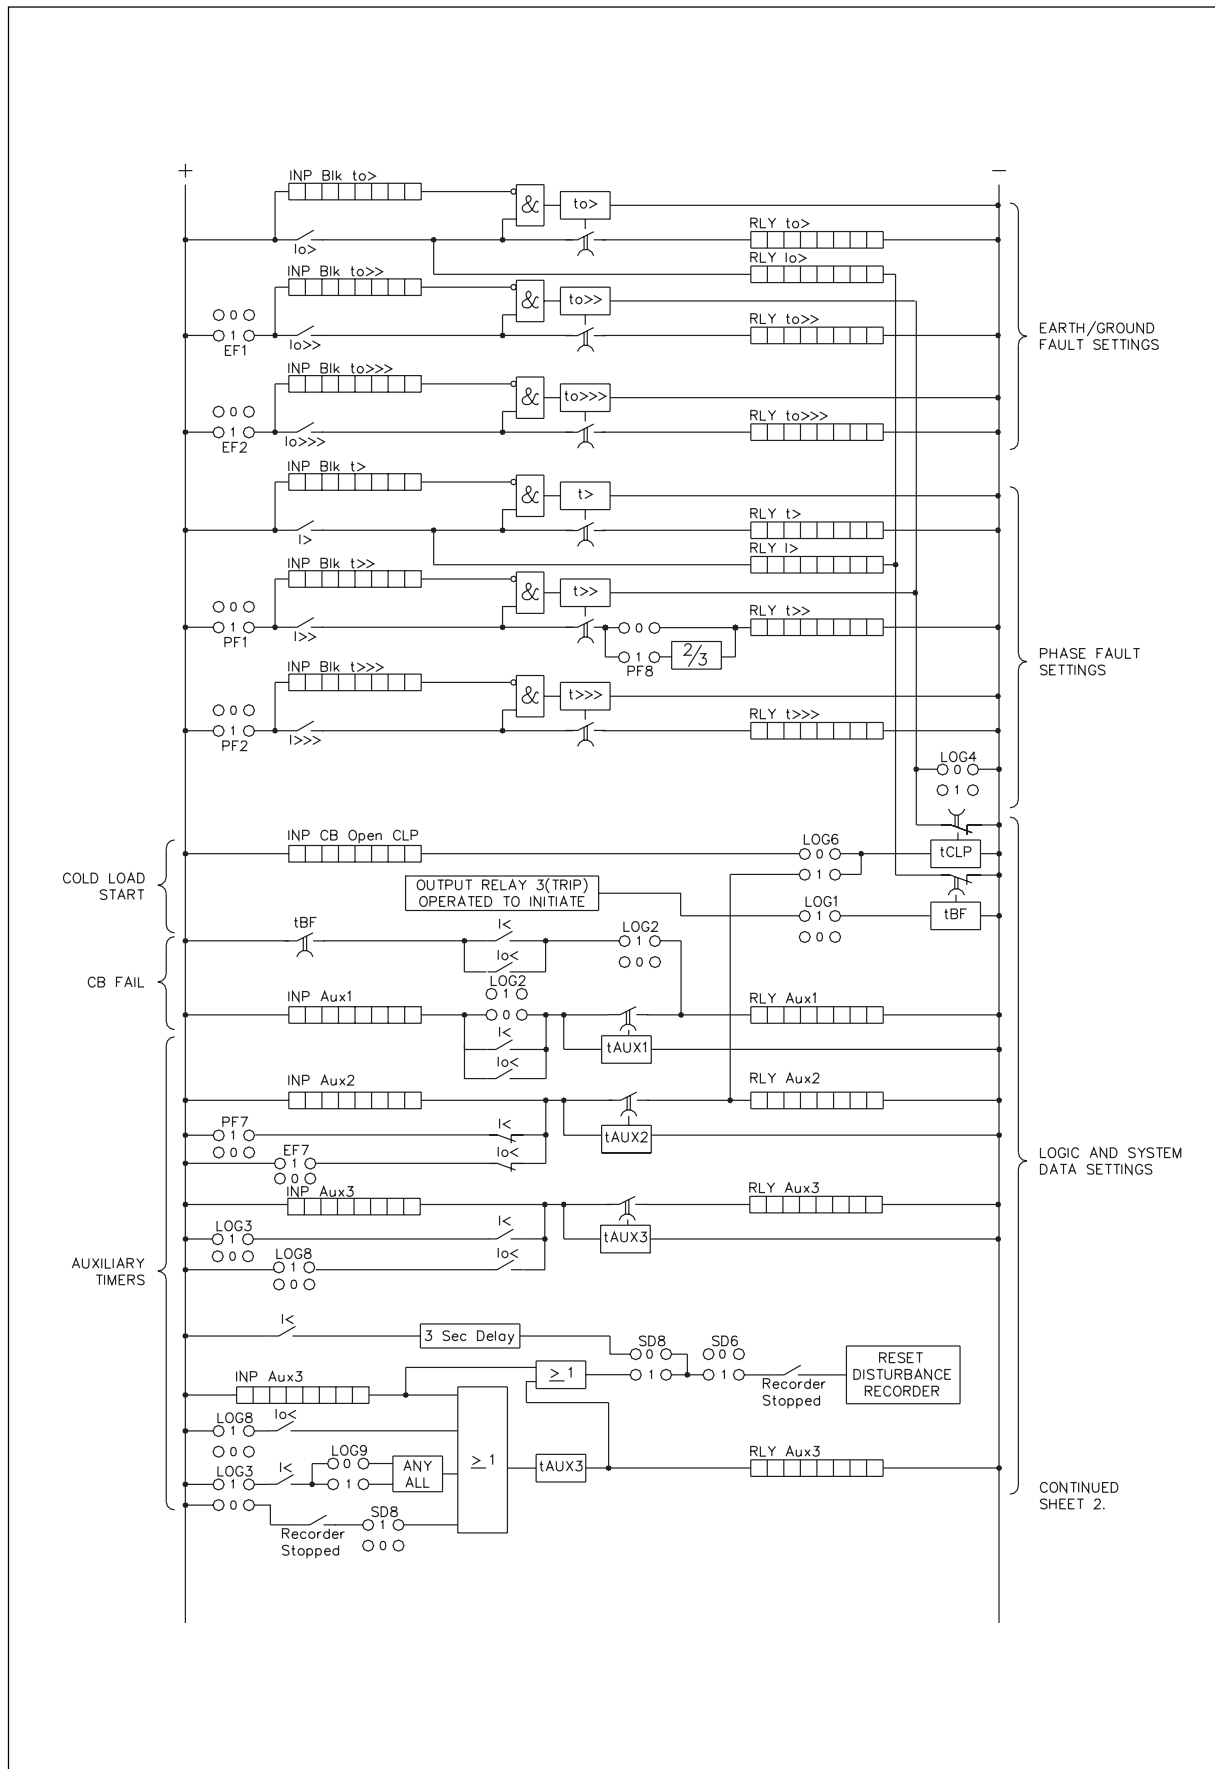 +
−
INP Blk to>
&
to>
Io>
RLY to>
RLY Io>
INP Blk to>>
&
to>>
0
1
EF1
Io>>
RLY to>>
EARTH/GROUND
FAULT SETTINGS
INP Blk to>>>
&
to>>>
0
1
EF2
Io>>>
RLY to>>>
INP Blk t>
&
t>
I>
RLY t>
RLY I>
INP Blk t>>
&
t>>
0
1
PF1
I>>
0
1
PF8
2/3
RLY t>>
PHASE FAULT
SETTINGS
INP Blk t>>>
&
t>>>
0
1
PF2
I>>>
RLY t>>>
LOG4
0
1
INP CB Open CLP
LOG6
0
1
tCLP
COLD LOAD
START
OUTPUT RELAY 3(TRIP)
OPERATED TO INITIATE
LOG1
1
0
tBF
tBF
I<
Io<
LOG2
1
0
CB FAIL
LOG2
1
0
INP Aux1
I<
Io<
tAUX1
RLY Aux1
INP Aux2
RLY Aux2
PF7
1
0
I<
tAUX2
EF7
1
0
Io<
LOGIC AND SYSTEM
DATA SETTINGS
INP Aux3
RLY Aux3
LOG3
1
0
I<
tAUX3
LOG8
1
0
Io<
AUXILIARY
TIMERS
I<
3 Sec Delay
SD8
0
1
SD6
0
1
Recorder
Stopped
RESET
DISTURBANCE
RECORDER
≥1
INP Aux3
LOG8
1
0
Io<
LOG3
1
0
I<
LOG9
0
1
ANY
ALL
≥1
tAUX3
RLY Aux3
Recorder
Stopped
SD8
1
0
CONTINUED
SHEET 2.